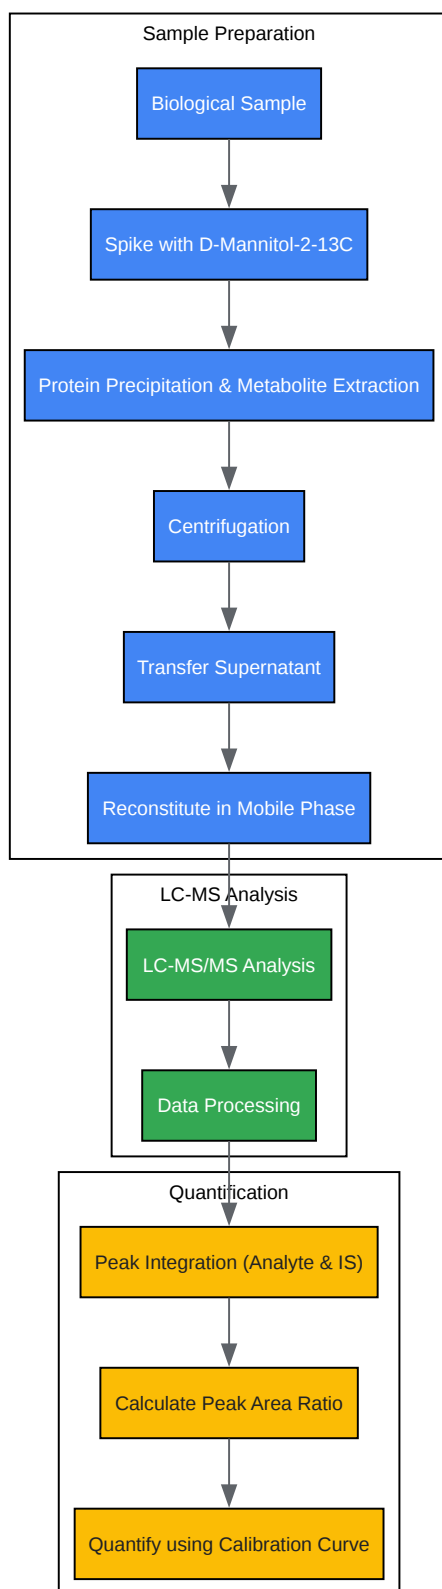 Sample Preparation
Biological Sample
Spike with D-Mannitol-2-13C
Protein Precipitation & Metabolite Extraction
Centrifugation
Transfer Supernatant
Reconstitute in Mobile Phase
LC-MS Analysis
LC-MS/MS Analysis
Data Processing
Quantification
Peak Integration (Analyte & IS)
Calculate Peak Area Ratio
Quantify using Calibration Curve